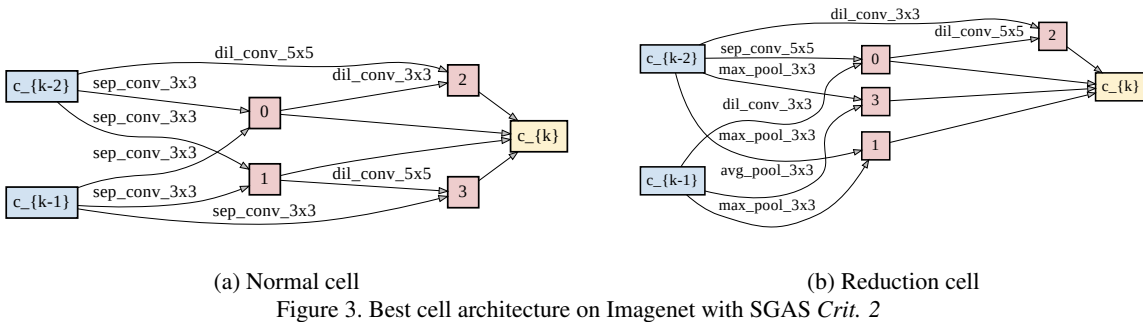 dil_conv_5x5
c_{k-2}
sep_conv_3x3
dil_conv_3x3
2
sep_conv_3x3
0
c_{k}
sep_conv_3x3
c_{k-1}
sep_conv_3x3
1
dil_conv_5x5
3
sep_conv_3x3
(a) Normal cell
dil_conv_3x3
c_{k-2}
sep_conv_5x5
dil_conv_5x5
2
max_pool_3x3
0
c_{k}
dil_conv_3x3
3
max_pool_3x3
1
c_{k-1}
avg_pool_3x3
max_pool_3x3
(b) Reduction cell
Figure 3. Best cell architecture on Imagenet with SGAS Crit. 2